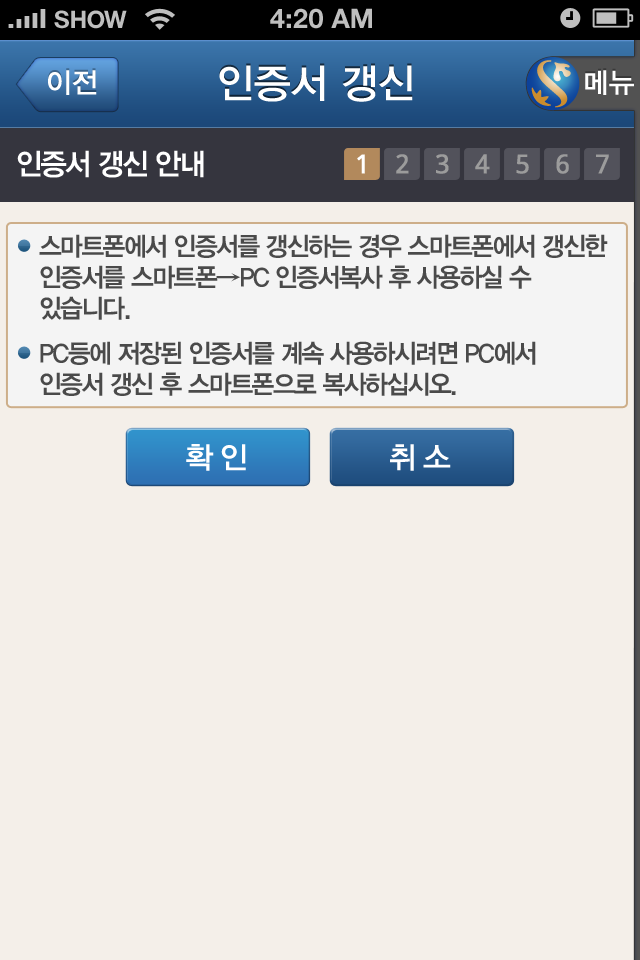 SHOW 4:20 AM
이전 인증서 갱신 메뉴
인증서 갱신 안내 1 2 3 4 5 6 7
스마트폰에서 인증서를 갱신하는 경우 스마트폰에서 갱신한
인증서를 스마트폰→PC 인증서복사 후 사용하실 수
있습니다.
PC등에 저장된 인증서를 계속 사용하시려면 PC에서
인증서 갱신 후 스마트폰으로 복사하십시오.
확인 취소